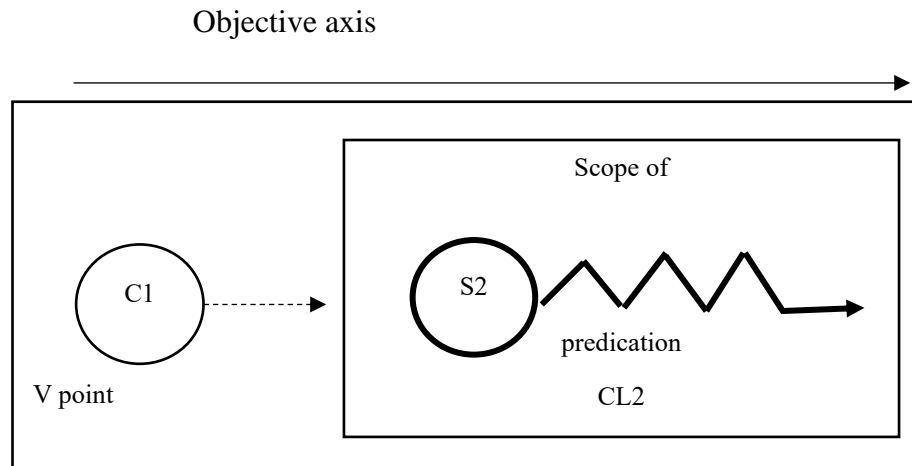 Objective axis
Scope of
C1
S2
predication
V point
CL2